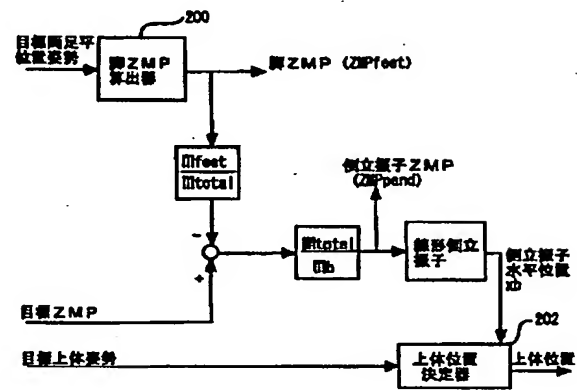 200
目標両足平
位置姿勢
脚ZMP
算出器
脚ZMP (ZMPfeet)
mfeet
mtotal
倒立振子ZMP
(ZMPpend)
-
+
mtotal
mb
線形倒立
振子
倒立振子
水平位置
xb
目標ZMP
202
目標上体姿勢
上体位置
決定器
上体位置